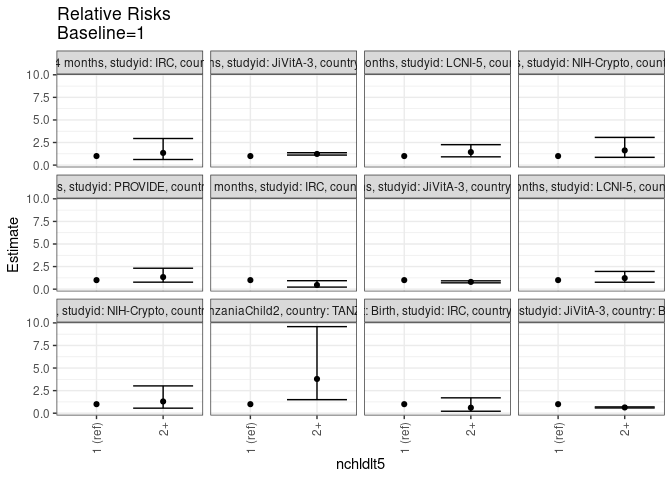 Relative Risks
Baseline=1
4 months, studyid: IRC, coun
hs, studyid: JiVitA-3, country
onths, studyid: LCNI-5, coun
s, studyid: NIH-Crypto, count
10.0
7.5
5.0
2.5
0.0
s, studyid: PROVIDE, countr
months, studyid: IRC, coun
s, studyid: JiVitA-3, country
onths, studyid: LCNI-5, coun
10.0
7.5
5.0
2.5
0.0
, studyid: NIH-Crypto, countr
nzaniaChild2, country: TANZ
: Birth, studyid: IRC, country
studyid: JiVitA-3, country: B
10.0
7.5
5.0
2.5
0.0
Estimate
1 (ref)
2+
1 (ref)
2+
1 (ref)
2+
1 (ref)
2+
nchldlt5